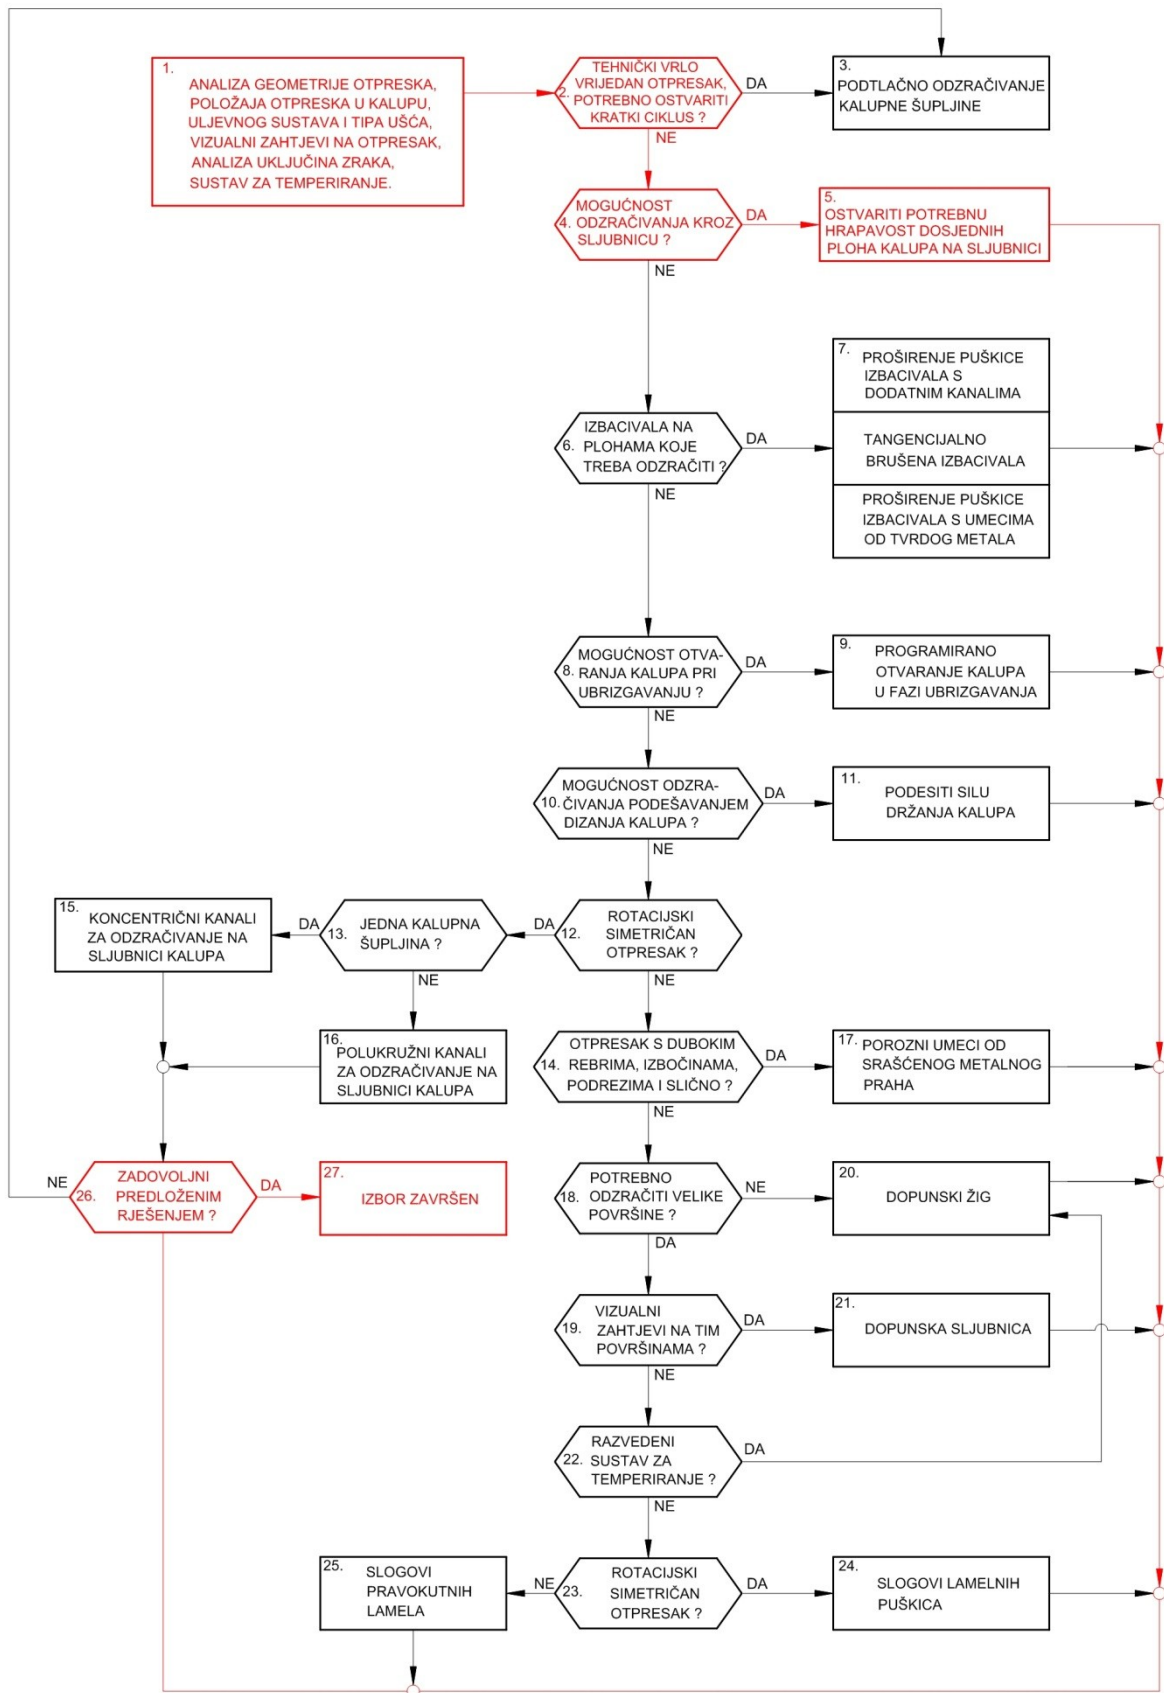 1.
ANALIZA GEOMETRIJE OTPRESKA,
POLOŽAJA OTPRESKA U KALUPU,
ULJEVNOG SUSTAVA I TIPA UŠĆA,
VIZUALNI ZAHTJEVI NA OTPRESAK,
ANALIZA UKLJUČINA ZRAKA,
SUSTAV ZA TEMPERIRANJE.
TEHNIČKI VRLO
VRIJEDAN OTPRESAK,
2. POTREBNO OSTVARITI
KRATKI CIKLUS ?
DA
NE
3.
PODTLAČNO ODZRAČIVANJE
KALUPNE ŠUPLJINE
MOGUĆNOST
4. ODZRAČIVANJA KROZ
SLJUBNICU ?
DA
NE
5.
OSTVARITI POTREBNU
HRAPAVOST DOSJEDNIH
PLOHA KALUPA NA SLJUBNICI
IZBACIVALA NA
6. PLOHAMA KOJE
TREBA ODZRAČITI ?
DA
NE
7.
PROŠIRENJE PUŠKICE
IZBACIVALA S
DODATNIM KANALIMA
TANGENCIJALNO
BRUŠENA IZBACIVALA
PROŠIRENJE PUŠKICE
IZBACIVALA S UMECIMA
OD TVRDOG METALA
MOGUĆNOST OTVA-
8. RANJA KALUPA PRI
UBRIZGAVANJU ?
DA
NE
9.
PROGRAMIRANO
OTVARANJE KALUPA
U FAZI UBRIZGAVANJA
MOGUĆNOST ODZRA-
10. ČIVANJA PODEŠAVANJEM
DIZANJA KALUPA ?
DA
NE
11.
PODESITI SILU
DRŽANJA KALUPA
ROTACIJSKI
12. SIMETRIČAN
OTPRESAK ?
DA
NE
JEDNA KALUPNA
13. ŠUPLJINA ?
DA
NE
15.
KONCENTRIČNI KANALI
ZA ODZRAČIVANJE NA
SLJUBNICI KALUPA
16.
POLUKRUŽNI KANALI
ZA ODZRAČIVANJE NA
SLJUBNICI KALUPA
OTPRESAK S DUBOKIM
14. REBRIMA, IZBOČINAMA,
PODREZIMA I SLIČNO ?
DA
NE
17.
POROZNI UMECI OD
SRAŠĆENOG METALNOG
PRAHA
NE
ZADOVOLJNI
26. PREDLOŽENIM
RJEŠENJEM ?
DA
27.
IZBOR ZAVRŠEN
POTREBNO
18. ODZRAČITI VELIKE
POVRŠINE ?
NE
DA
20.
DOPUNSKI ŽIG
VIZUALNI
19. ZAHTJEVI NA TIM
POVRŠINAMA ?
DA
NE
21.
DOPUNSKA SLJUBNICA
RAZVEDENI
22. SUSTAV ZA
TEMPERIRANJE ?
DA
NE
ROTACIJSKI
23. SIMETRIČAN
OTPRESAK ?
NE
DA
25.
SLOGOVI
PRAVOKUTNIH
LAMELA
24.
SLOGOVI LAMELNIH
PUŠKICA